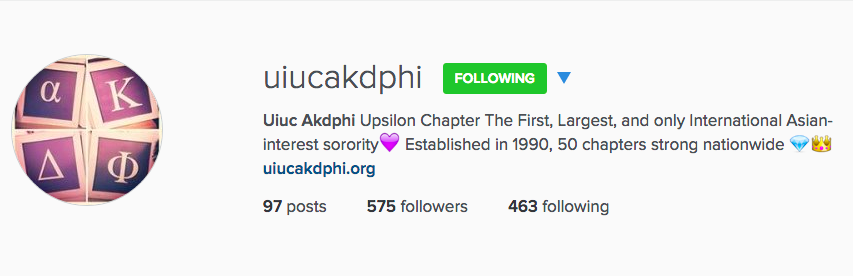 uiucakdphi FOLLOWING ▼
Uiuc Akdphi Upsilon Chapter The First, Largest, and only International Asian-
interest sorority💜 Established in 1990, 50 chapters strong nationwide 💎👑
uiucakdphi.org
97 posts 575 followers 463 following
α Κ
Δ Φ